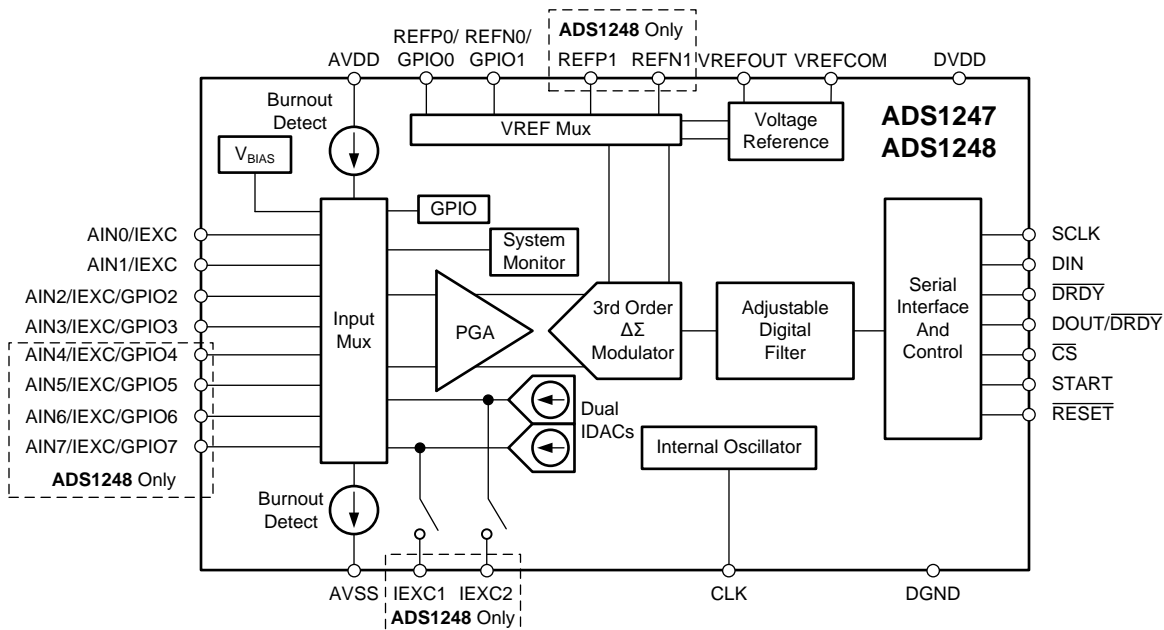 ADS1248 Only
REFP0/
GPIO0
REFN0/
GPIO1
REFP1
REFN1
AVDD
VREFOUT
VREFCOM
DVDD
Burnout
Detect
VREF Mux
Voltage
Reference
ADS1247
ADS1248
VBIAS
GPIO
System
Monitor
AIN0/IEXC
AIN1/IEXC
AIN2/IEXC/GPIO2
AIN3/IEXC/GPIO3
AIN4/IEXC/GPIO4
AIN5/IEXC/GPIO5
AIN6/IEXC/GPIO6
AIN7/IEXC/GPIO7
ADS1248 Only
Input
Mux
PGA
3rd Order
ΔΣ
Modulator
Adjustable
Digital
Filter
Serial
Interface
And
Control
SCLK
DIN
DRDY
DOUT/DRDY
CS
START
RESET
Dual
IDACs
Internal Oscillator
Burnout
Detect
AVSS
IEXC1
IEXC2
ADS1248 Only
CLK
DGND